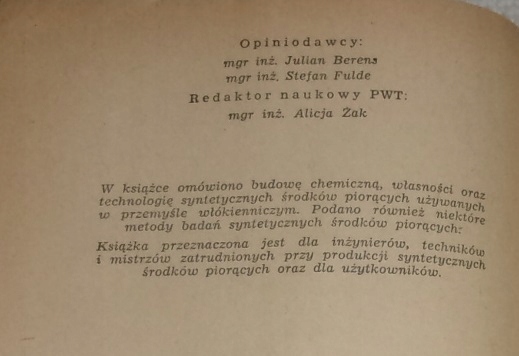 Opiniodawcy:
mgr inż. Julian Berens
mgr inż. Stefan Fulde
Redaktor naukowy PWT:
mgr inż. Alicja Żak
W książce omówiono budowę chemiczną, własności oraz
technologię syntetycznych środków piorących używanych
w przemyśle włókienniczym. Podano również niektóre
metody badań syntetycznych środków piorących.
Książka przeznaczona jest dla inżynierów, techników
i mistrzów zatrudnionych przy produkcji syntetycznych
środków piorących oraz dla użytkowników.